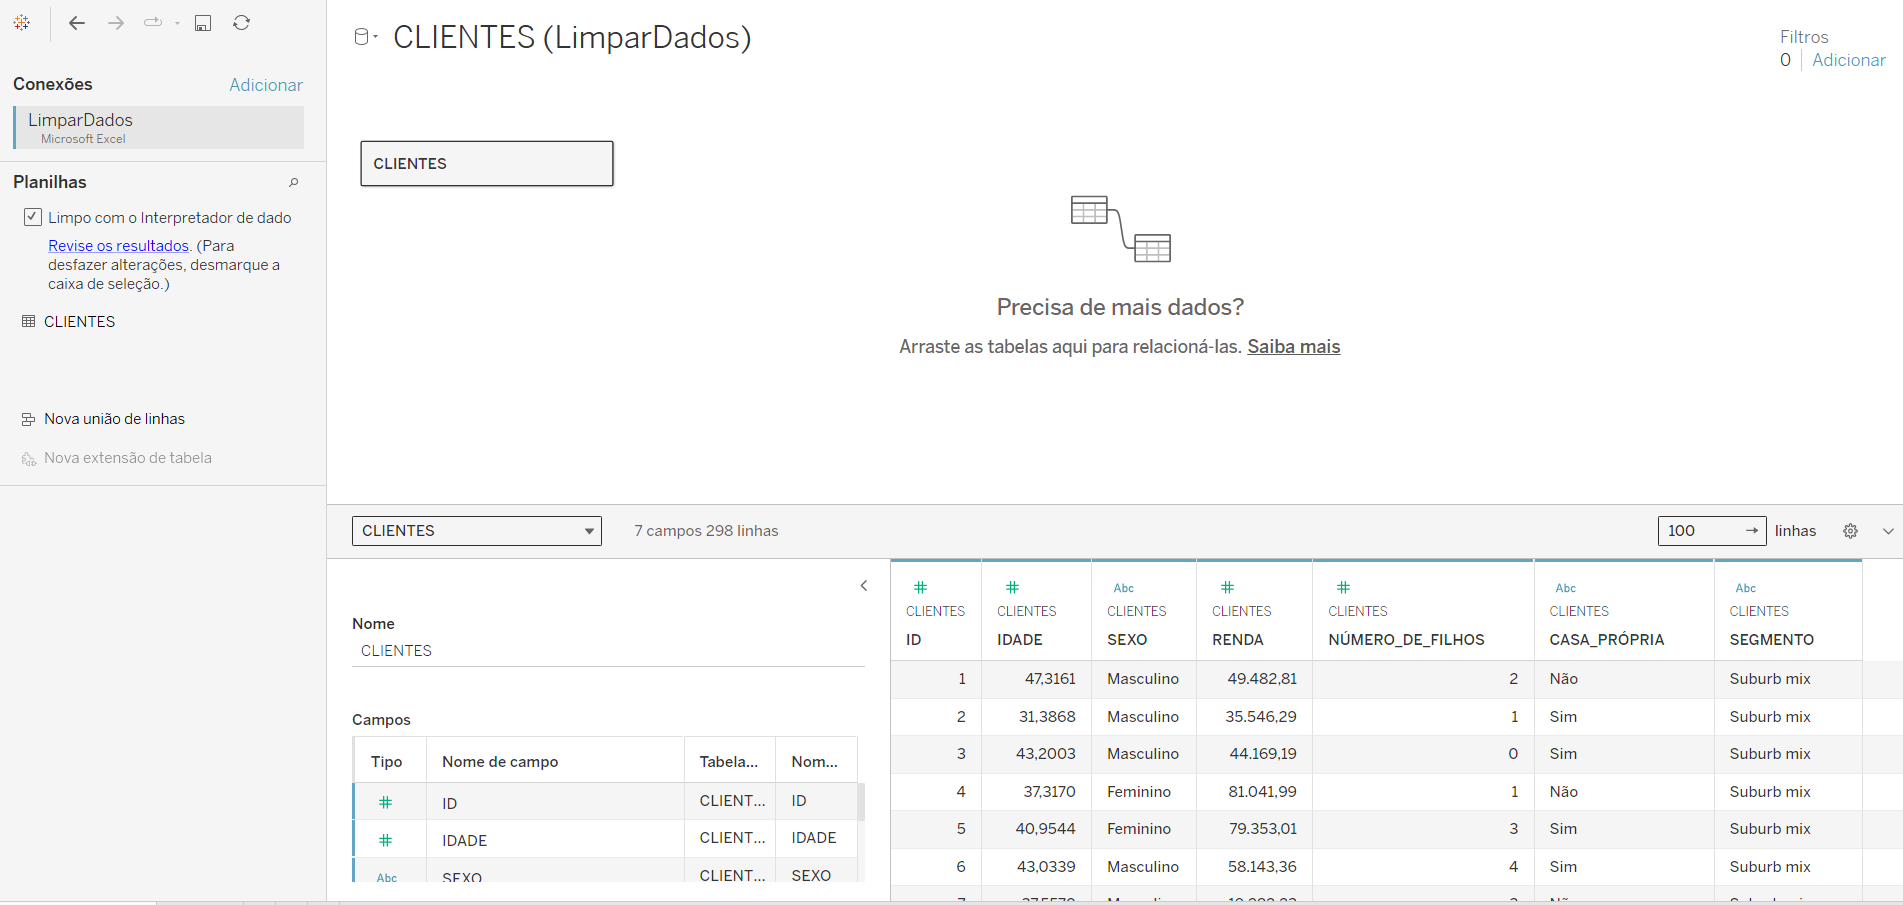 CLIENTES (LimparDados)
Filtros
0 Adicionar
Conexões Adicionar
LimparDados
Microsoft Excel
Planilhas
Limpo com o Interpretador de dado
Revise os resultados. (Para
desfazer alterações, desmarque a
caixa de seleção.)
CLIENTES
Nova união de linhas
Nova extensão de tabela
CLIENTES
Precisa de mais dados?
Arraste as tabelas aqui para relacioná-las. Saiba mais
CLIENTES 7 campos 298 linhas 100 → linhas
Nome
CLIENTES
Campos
Tipo Nome de campo Tabela... Nom...
# ID CLIENT... ID
# IDADE CLIENT... IDADE
Abc SEXO CLIENT... SEXO
# # Abc # # Abc Abc
CLIENTES CLIENTES CLIENTES CLIENTES CLIENTES CLIENTES CLIENTES
ID IDADE SEXO RENDA NÚMERO_DE_FILHOS CASA_PRÓPRIA SEGMENTO
1 47,3161 Masculino 49.482,81 2 Não Suburb mix
2 31,3868 Masculino 35.546,29 1 Sim Suburb mix
3 43,2003 Masculino 44.169,19 0 Sim Suburb mix
4 37,3170 Feminino 81.041,99 1 Não Suburb mix
5 40,9544 Feminino 79.353,01 3 Sim Suburb mix
6 43,0339 Masculino 58.143,36 4 Sim Suburb mix